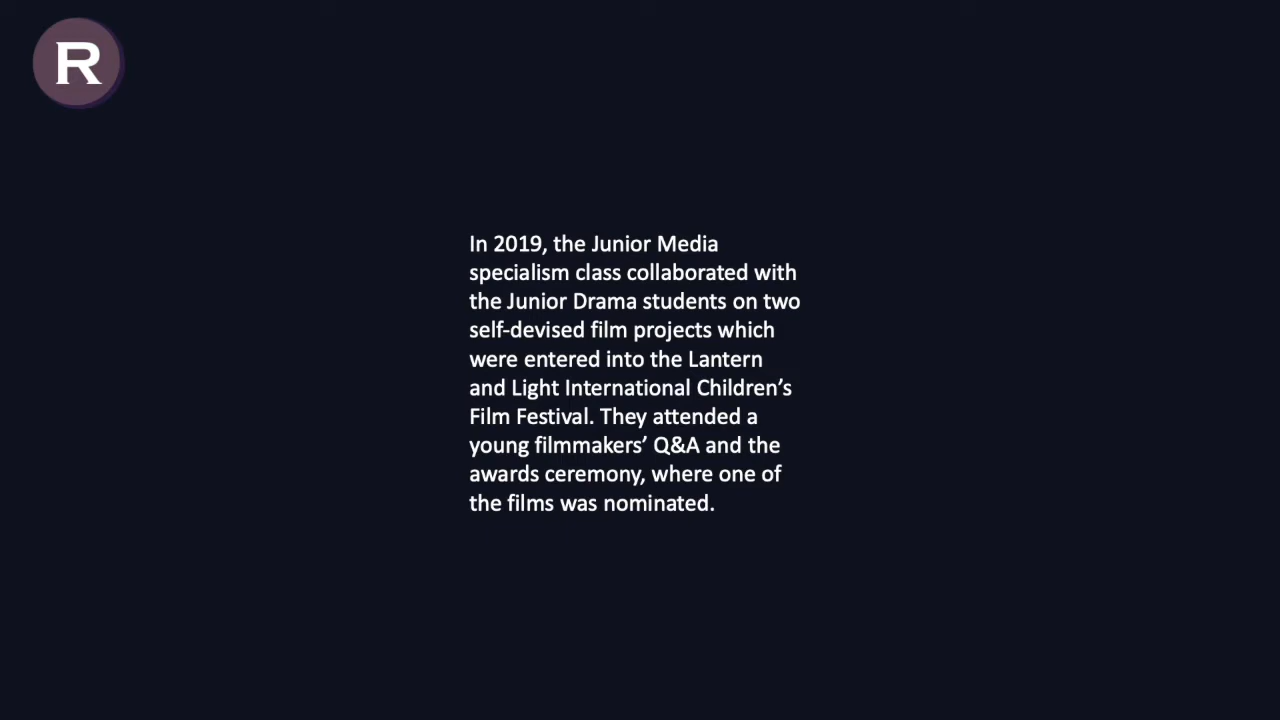 R
In 2019, the Junior Media
specialism class collaborated with
the Junior Drama students on two
self-devised film projects which
were entered into the Lantern
and Light International Children’s
Film Festival. They attended a
young filmmakers’ Q&A and the
awards ceremony, where one of
the films was nominated.